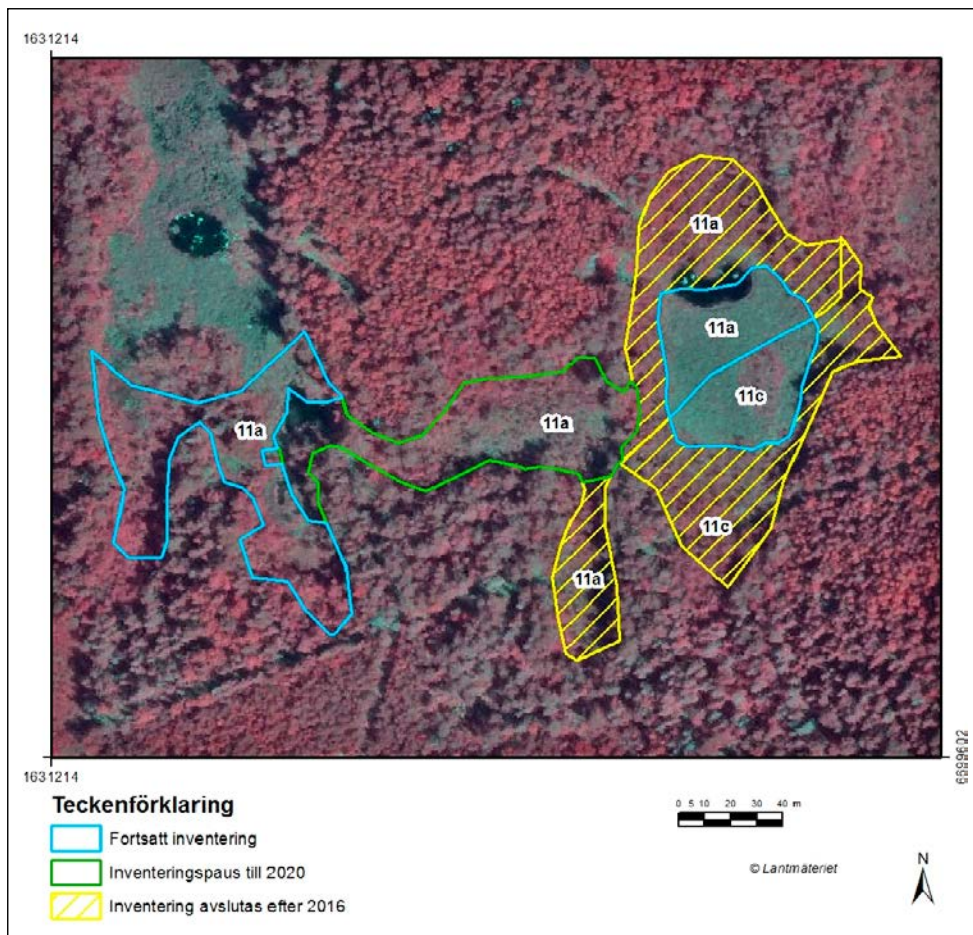 1631214
11a
11a
11c
11a
11a
11c
11a
1631214
Teckenförklaring
Fortsatt inventering
Inventeringspaus till 2020
Inventering avslutas efter 2016
0 5 10 20 30 40 m
© Lantmäteriet
N